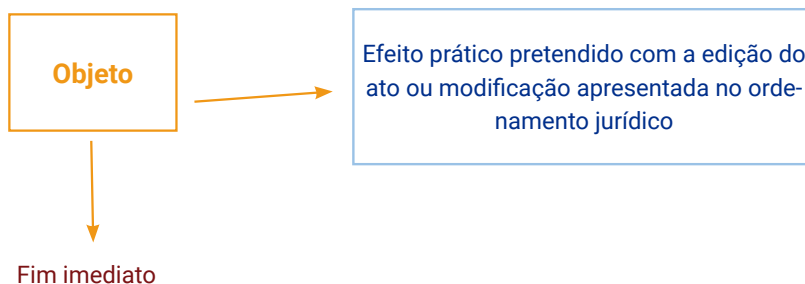 Objeto
Efeito prático pretendido com a edição do
ato ou modificação apresentada no orde-
namento jurídico
Fim imediato